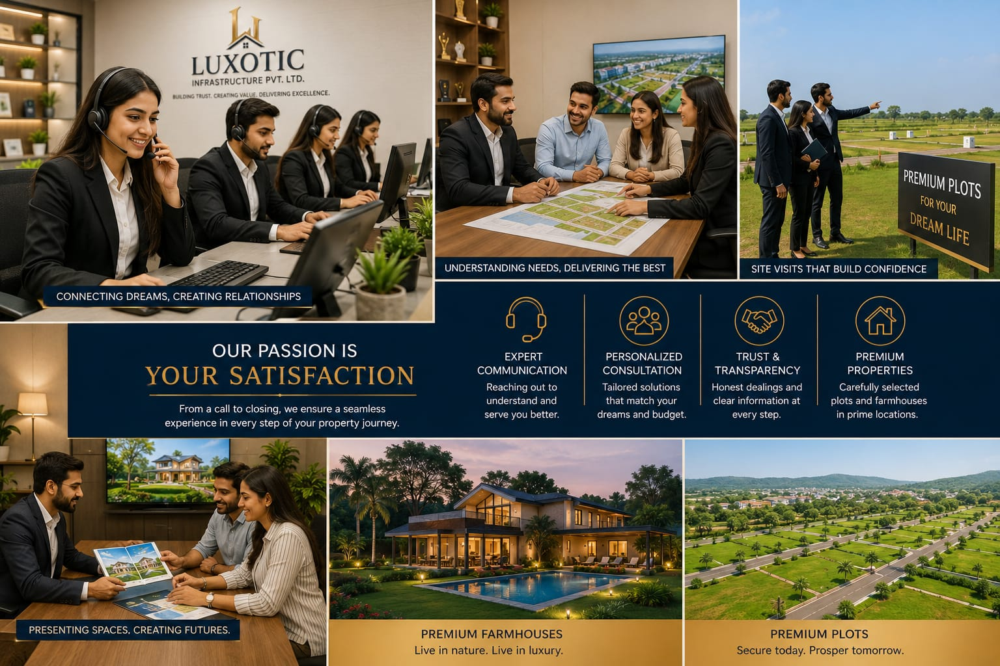 LUXOTIC
INFRASTRUCTURE PVT. LTD.
BUILDING TRUST. CREATING VALUE. DELIVERING EXCELLENCE.
CONNECTING DREAMS, CREATING RELATIONSHIPS
UNDERSTANDING NEEDS, DELIVERING THE BEST
PREMIUM PLOTS
FOR YOUR
DREAM LIFE
SITE VISITS THAT BUILD CONFIDENCE
OUR PASSION IS
YOUR SATISFACTION
From a call to closing, we ensure a seamless
experience in every step of your property journey.
EXPERT
COMMUNICATION
Reaching out to
understand and
serve you better.
PERSONALIZED
CONSULTATION
Tailored solutions
that match your
dreams and budget.
TRUST &
TRANSPARENCY
Honest dealings and
clear information at
every step.
PREMIUM
PROPERTIES
Carefully selected
plots and farmhouses
in prime locations.
PRESENTING SPACES, CREATING FUTURES.
PREMIUM FARMHOUSES
Live in nature. Live in luxury.
PREMIUM PLOTS
Secure today. Prosper tomorrow.